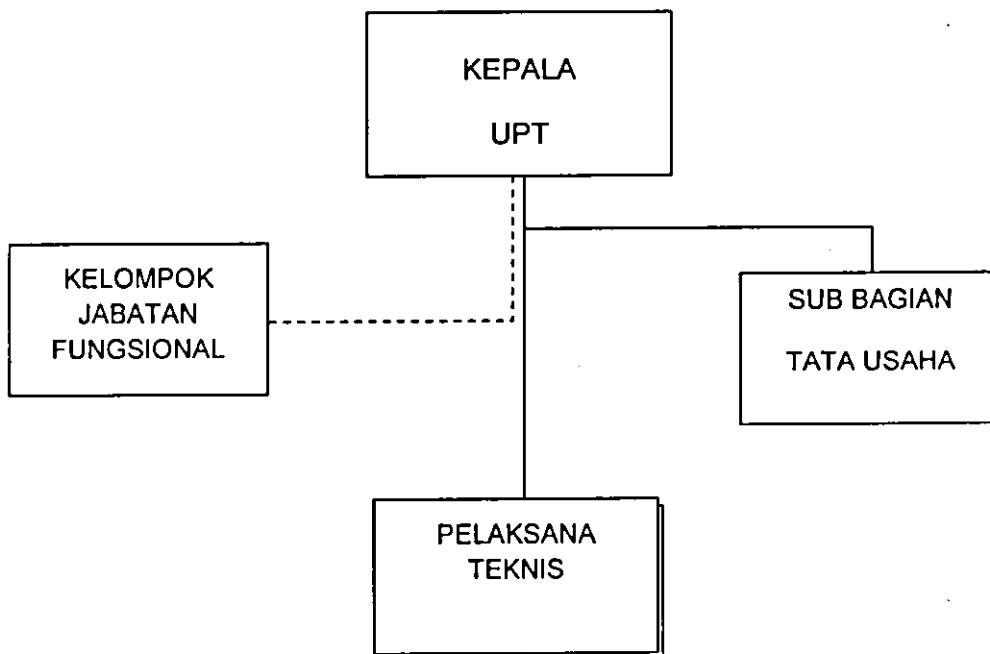 KEPALA
UPT
KELOMPOK
JABATAN
FUNGSIONAL
SUB BAGIAN
TATA USAHA
PELAKSANA
TEKNIS